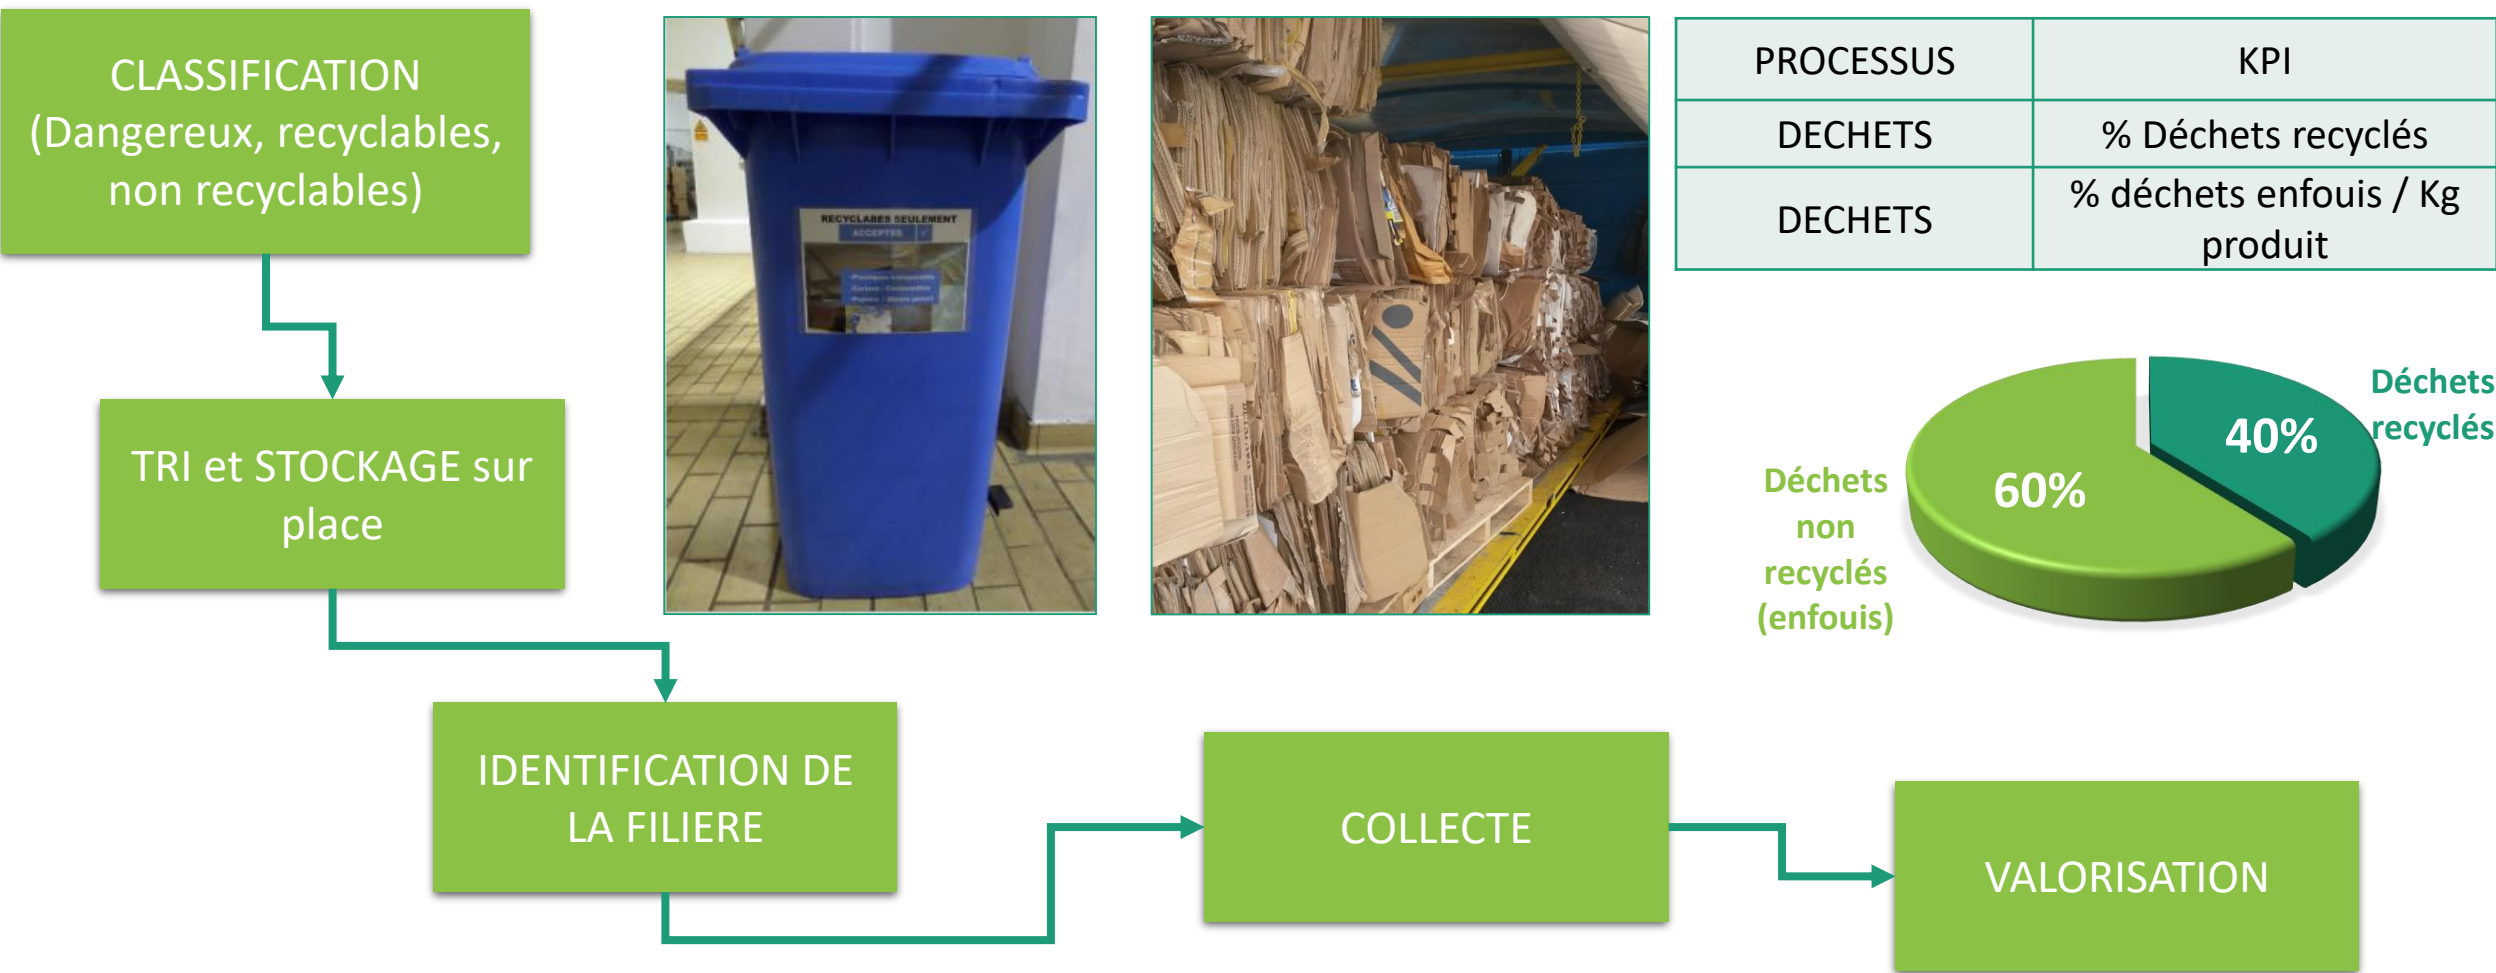 CLASSIFICATION
(Dangereux, recyclables,
non recyclables)
TRI et STOCKAGE sur
place
IDENTIFICATION DE
LA FILIERE
COLLECTE
VALORISATION
RECYCLABES SEULEMENT
ACCEPTES
PROCESSUS KPI
DECHETS % Déchets recyclés
DECHETS % déchets enfouis / Kg
produit
Déchets
recyclés
40%
60%
Déchets
non
recyclés
(enfouis)